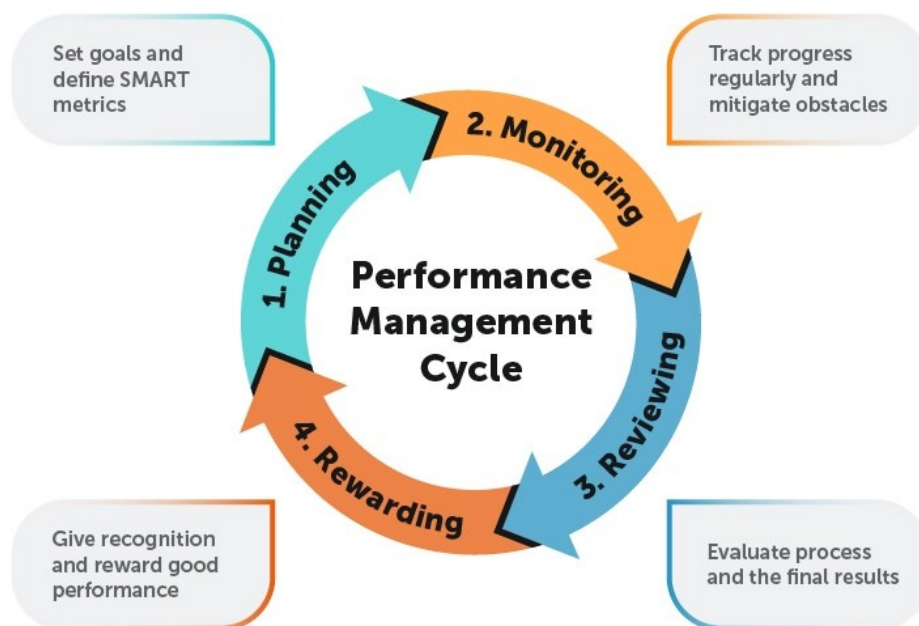 Set goals and
define SMART
metrics
Track progress
regularly and
mitigate obstacles
1. Planning
2. Monitoring
Performance
Management
Cycle
3. Reviewing
4. Rewarding
Give recognition
and reward good
performance
Evaluate process
and the final results